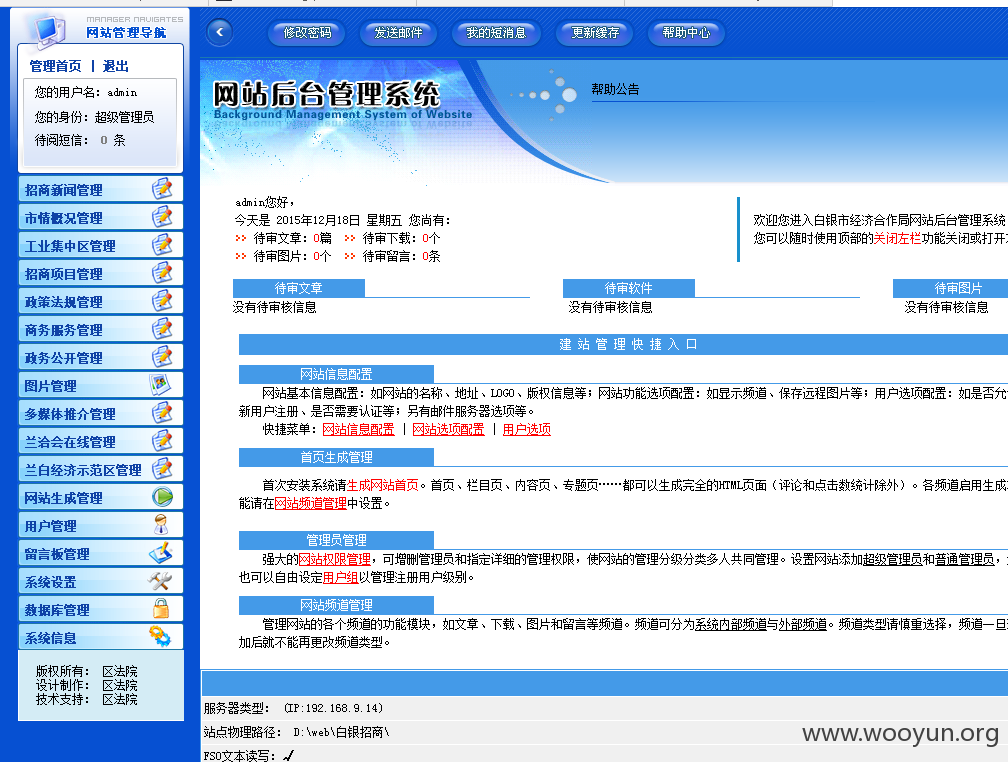 MANAGER NAVIGATES
网站管理导航
管理首页 | 退出
您的用户名：admin
您的身份：超级管理员
待阅短信： 0 条
招商新闻管理
市情概况管理
工业集中区管理
招商项目管理
政策法规管理
商务服务管理
政务公开管理
图片管理
多媒体推介管理
兰洽会在线管理
兰白经济示范区管理
网站生成管理
用户管理
留言板管理
系统设置
数据库管理
系统信息
版权所有： 区法院
设计制作： 区法院
技术支持： 区法院
修改密码 发送邮件 我的短消息 更新缓存 帮助中心
网站后台管理系统
Background Management System of Website
帮助公告
admin您好，
今天是 2015年12月18日 星期五 您尚有：
>> 待审文章：0篇 >> 待审下载：0个
>> 待审图片：0个 >> 待审留言：0条
欢迎您进入白银市经济合作局网站后台管理系统
您可以随时使用顶部的关闭左栏功能关闭或打开
待审文章 待审软件 待审图片
没有待审核信息 没有待审核信息 没有待审核信息
建 站 管 理 快 捷 入 口
网站信息配置
网站基本信息配置：如网站的名称、地址、LOGO、版权信息等；网站功能选项配置：如显示频道、保存远程图片等；用户选项配置：如是否允
新用户注册、是否需要认证等；另有邮件服务器选项等。
快捷菜单：网站信息配置 | 网站选项配置 | 用户选项
首页生成管理
首次安装系统请生成网站首页。首页、栏目页、内容页、专题页……都可以生成完全的HTML页面（评论和点击数统计除外）。各频道启用生成
能请在网站频道管理中设置。
管理员管理
强大的网站权限管理，可增删管理员和指定详细的管理权限，使网站的管理分级分类多人共同管理。设置网站添加超级管理员和普通管理员，
也可以自由设定用户组以管理注册用户级别。
网站频道管理
管理网站的各个频道的功能模块，如文章、下载、图片和留言等频道。频道可分为系统内部频道与外部频道。频道类型请慎重选择，频道一旦
加后就不能再更改频道类型。
服务器类型： (IP:192.168.9.14)
站点物理路径： D:\web\白银招商\
FSO文本读写：✓
www.wooyun.org